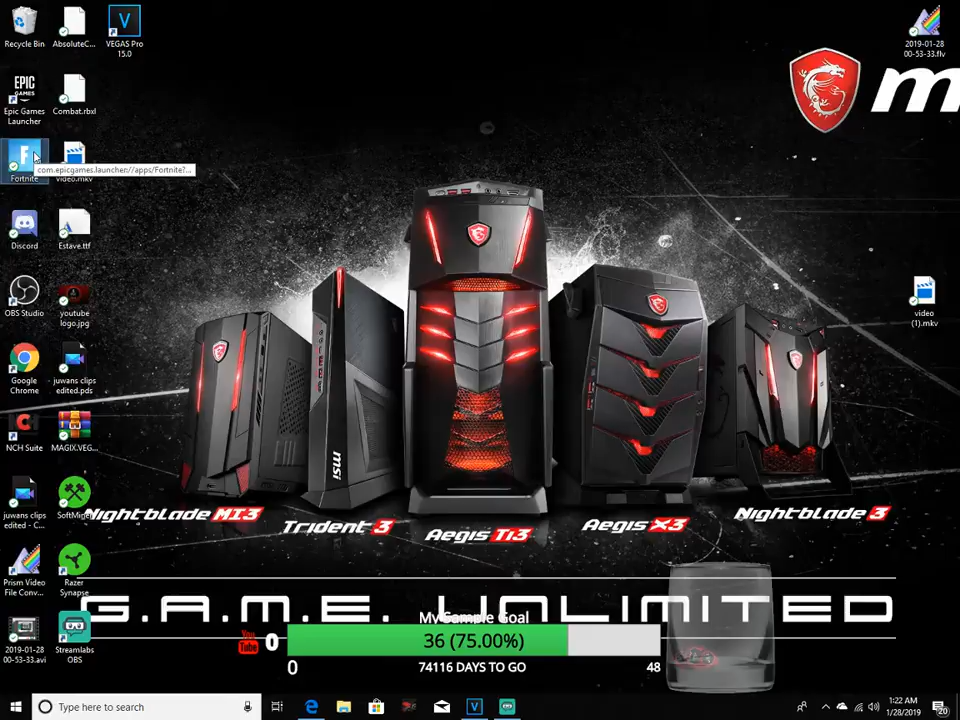 Recycle Bin
AbsoluteC...
VEGAS Pro
15.0
2019-01-28
00-53-33.flv
EPIC
GAMES
Epic Games
Launcher
Combat.rbxl
Fortnite
com.epicgames.launcher://apps/Fortnite?...
video.mkv
Discord
Estave.ttf
OBS Studio
youtube
logo.jpg
video
(1).mkv
Google
Chrome
juwans clips
edited.pds
NCH Suite
MAGIX.VEG...
msi
juwans clips
edited - C...
Nightblade MI3
Trident 3
Aegis Ti3
Aegis X3
Nightblade 3
Prism Video
File Conv...
Razer
Synapse
G.A.M.E. UNLIMITED
My Sample Goal
You
Tube
0
36 (75.00%)
0
74116 DAYS TO GO
48
2019-01-28
00-53-33.avi
Streamlabs
OBS
Type here to search
1:22 AM
1/28/2019
20